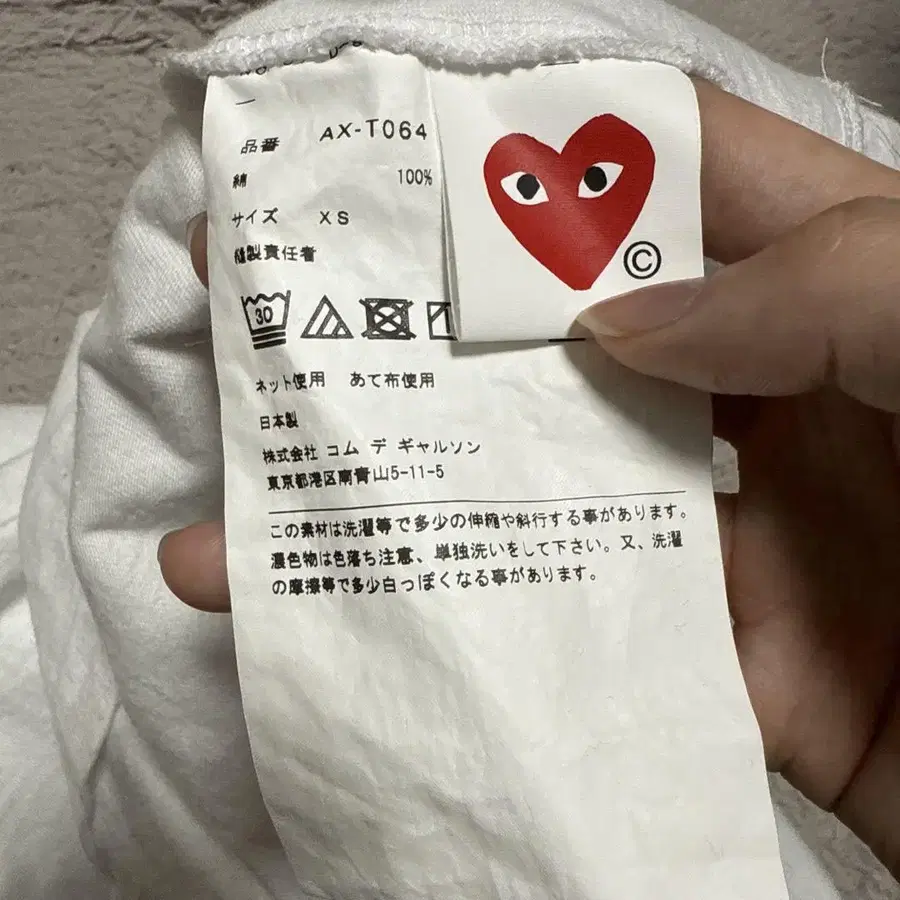 品番 AX-T064
綿 100%
サイズ XS
縫製責任者
30
ネット使用 あて布使用
日本製
株式会社 コム デ ギャルソン
東京都港区南青山5-11-5
この素材は洗濯等で多少の伸縮や斜行する事があります。
濃色物は色落ち注意、単独洗いをして下さい。又、洗濯
の摩擦等で多少白っぽくなる事があります。
©